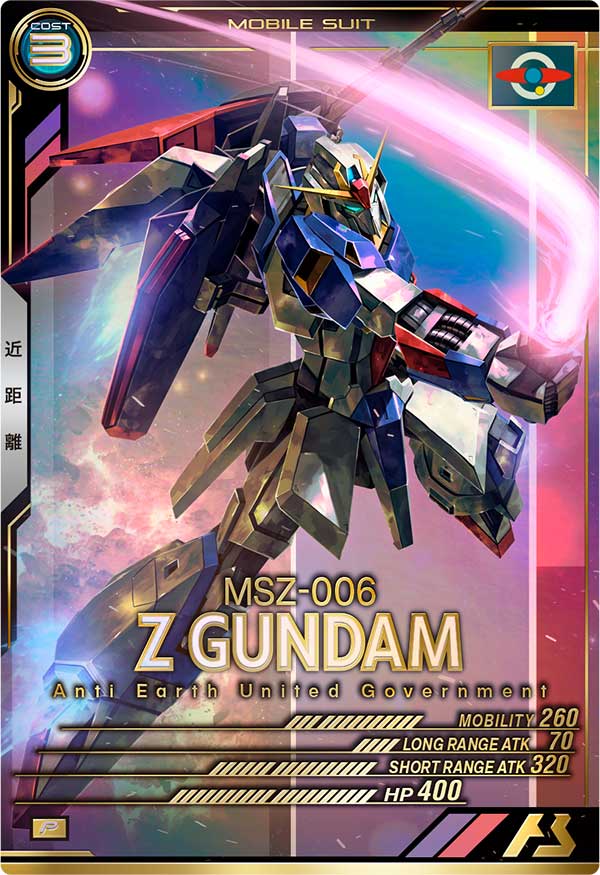 COST
3
MOBILE SUIT
近距離
MSZ-006
Z GUNDAM
Anti Earth United Government
MOBILITY 260
LONG RANGE ATK 70
SHORT RANGE ATK 320
HP 400
P